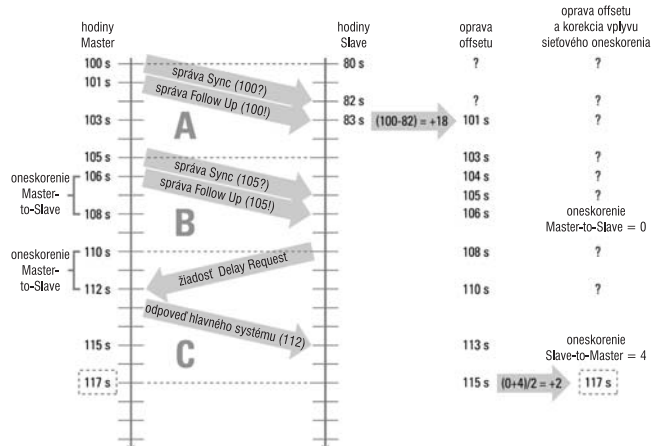 hodiny
Master
hodiny
Slave
oprava
offsetu
oprava offsetu
a korekcia vplyvu
sieťového oneskorenia
100 s
80 s
?
?
správa Sync (100?)
101 s
správa Follow Up (100!)
82 s
?
?
A
103 s
83 s
(100-82) = +18
101 s
?
105 s
103 s
?
správa Sync (105?)
oneskorenie
Master-
to-Slave
106 s
104 s
?
správa Follow Up (105!)
105 s
?
B
108 s
106 s
oneskorenie
Master-to-Slave = 0
oneskorenie
Master-
to-Slave
110 s
108 s
?
žiadosť Delay Request
112 s
110 s
?
odpoveď hlavného systému (112)
C
115 s
113 s
oneskorenie
Slave-to-Master = 4
117 s
115 s
(0+4)/2 = +2
117 s